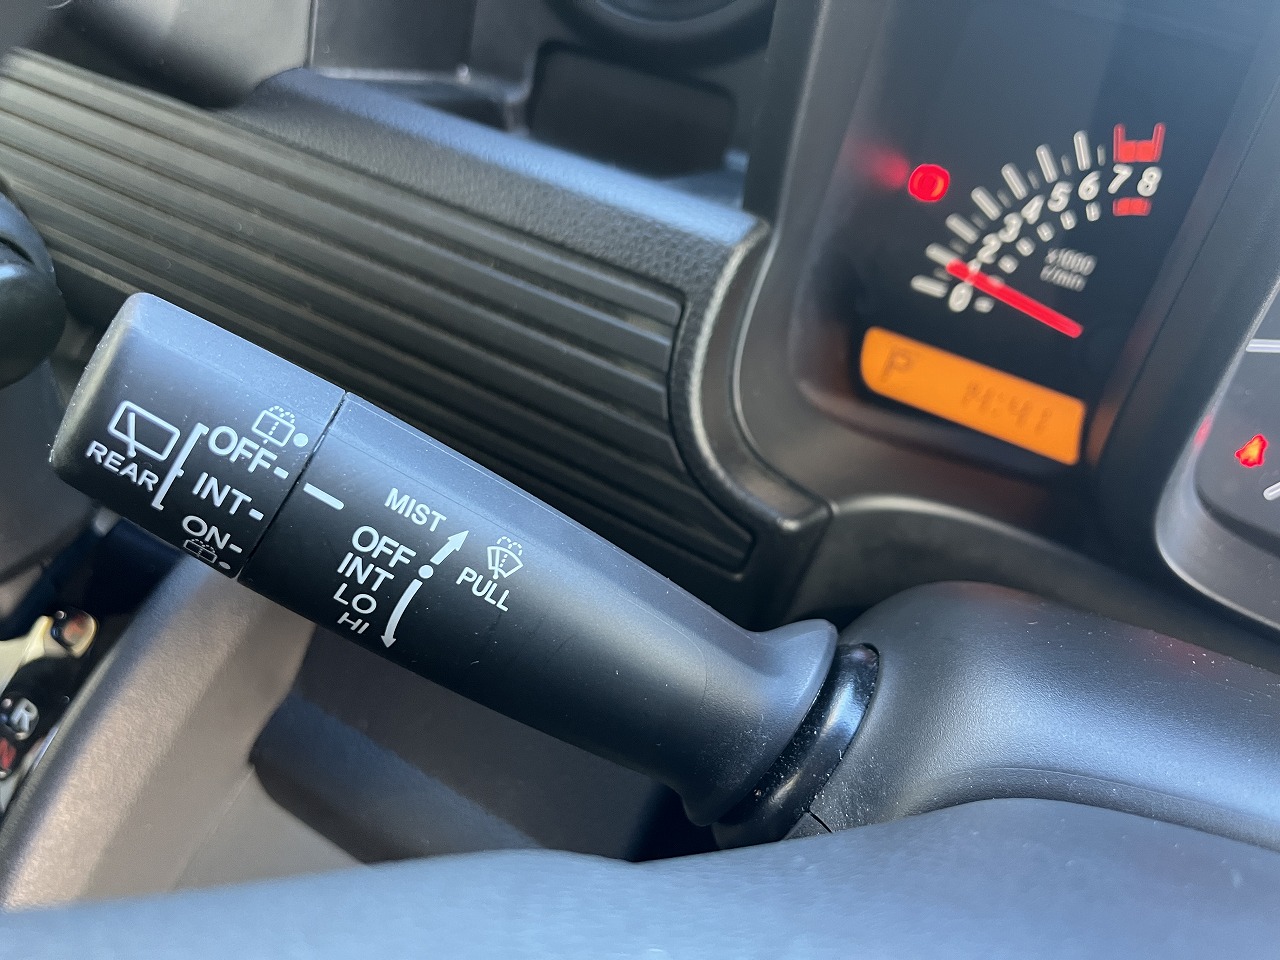 REAR
OFF
INT
ON
MIST
OFF
INT
LO
HI
PULL
0
1
2
3
4
5
6
7
8
x1000
r/min
P
R
N